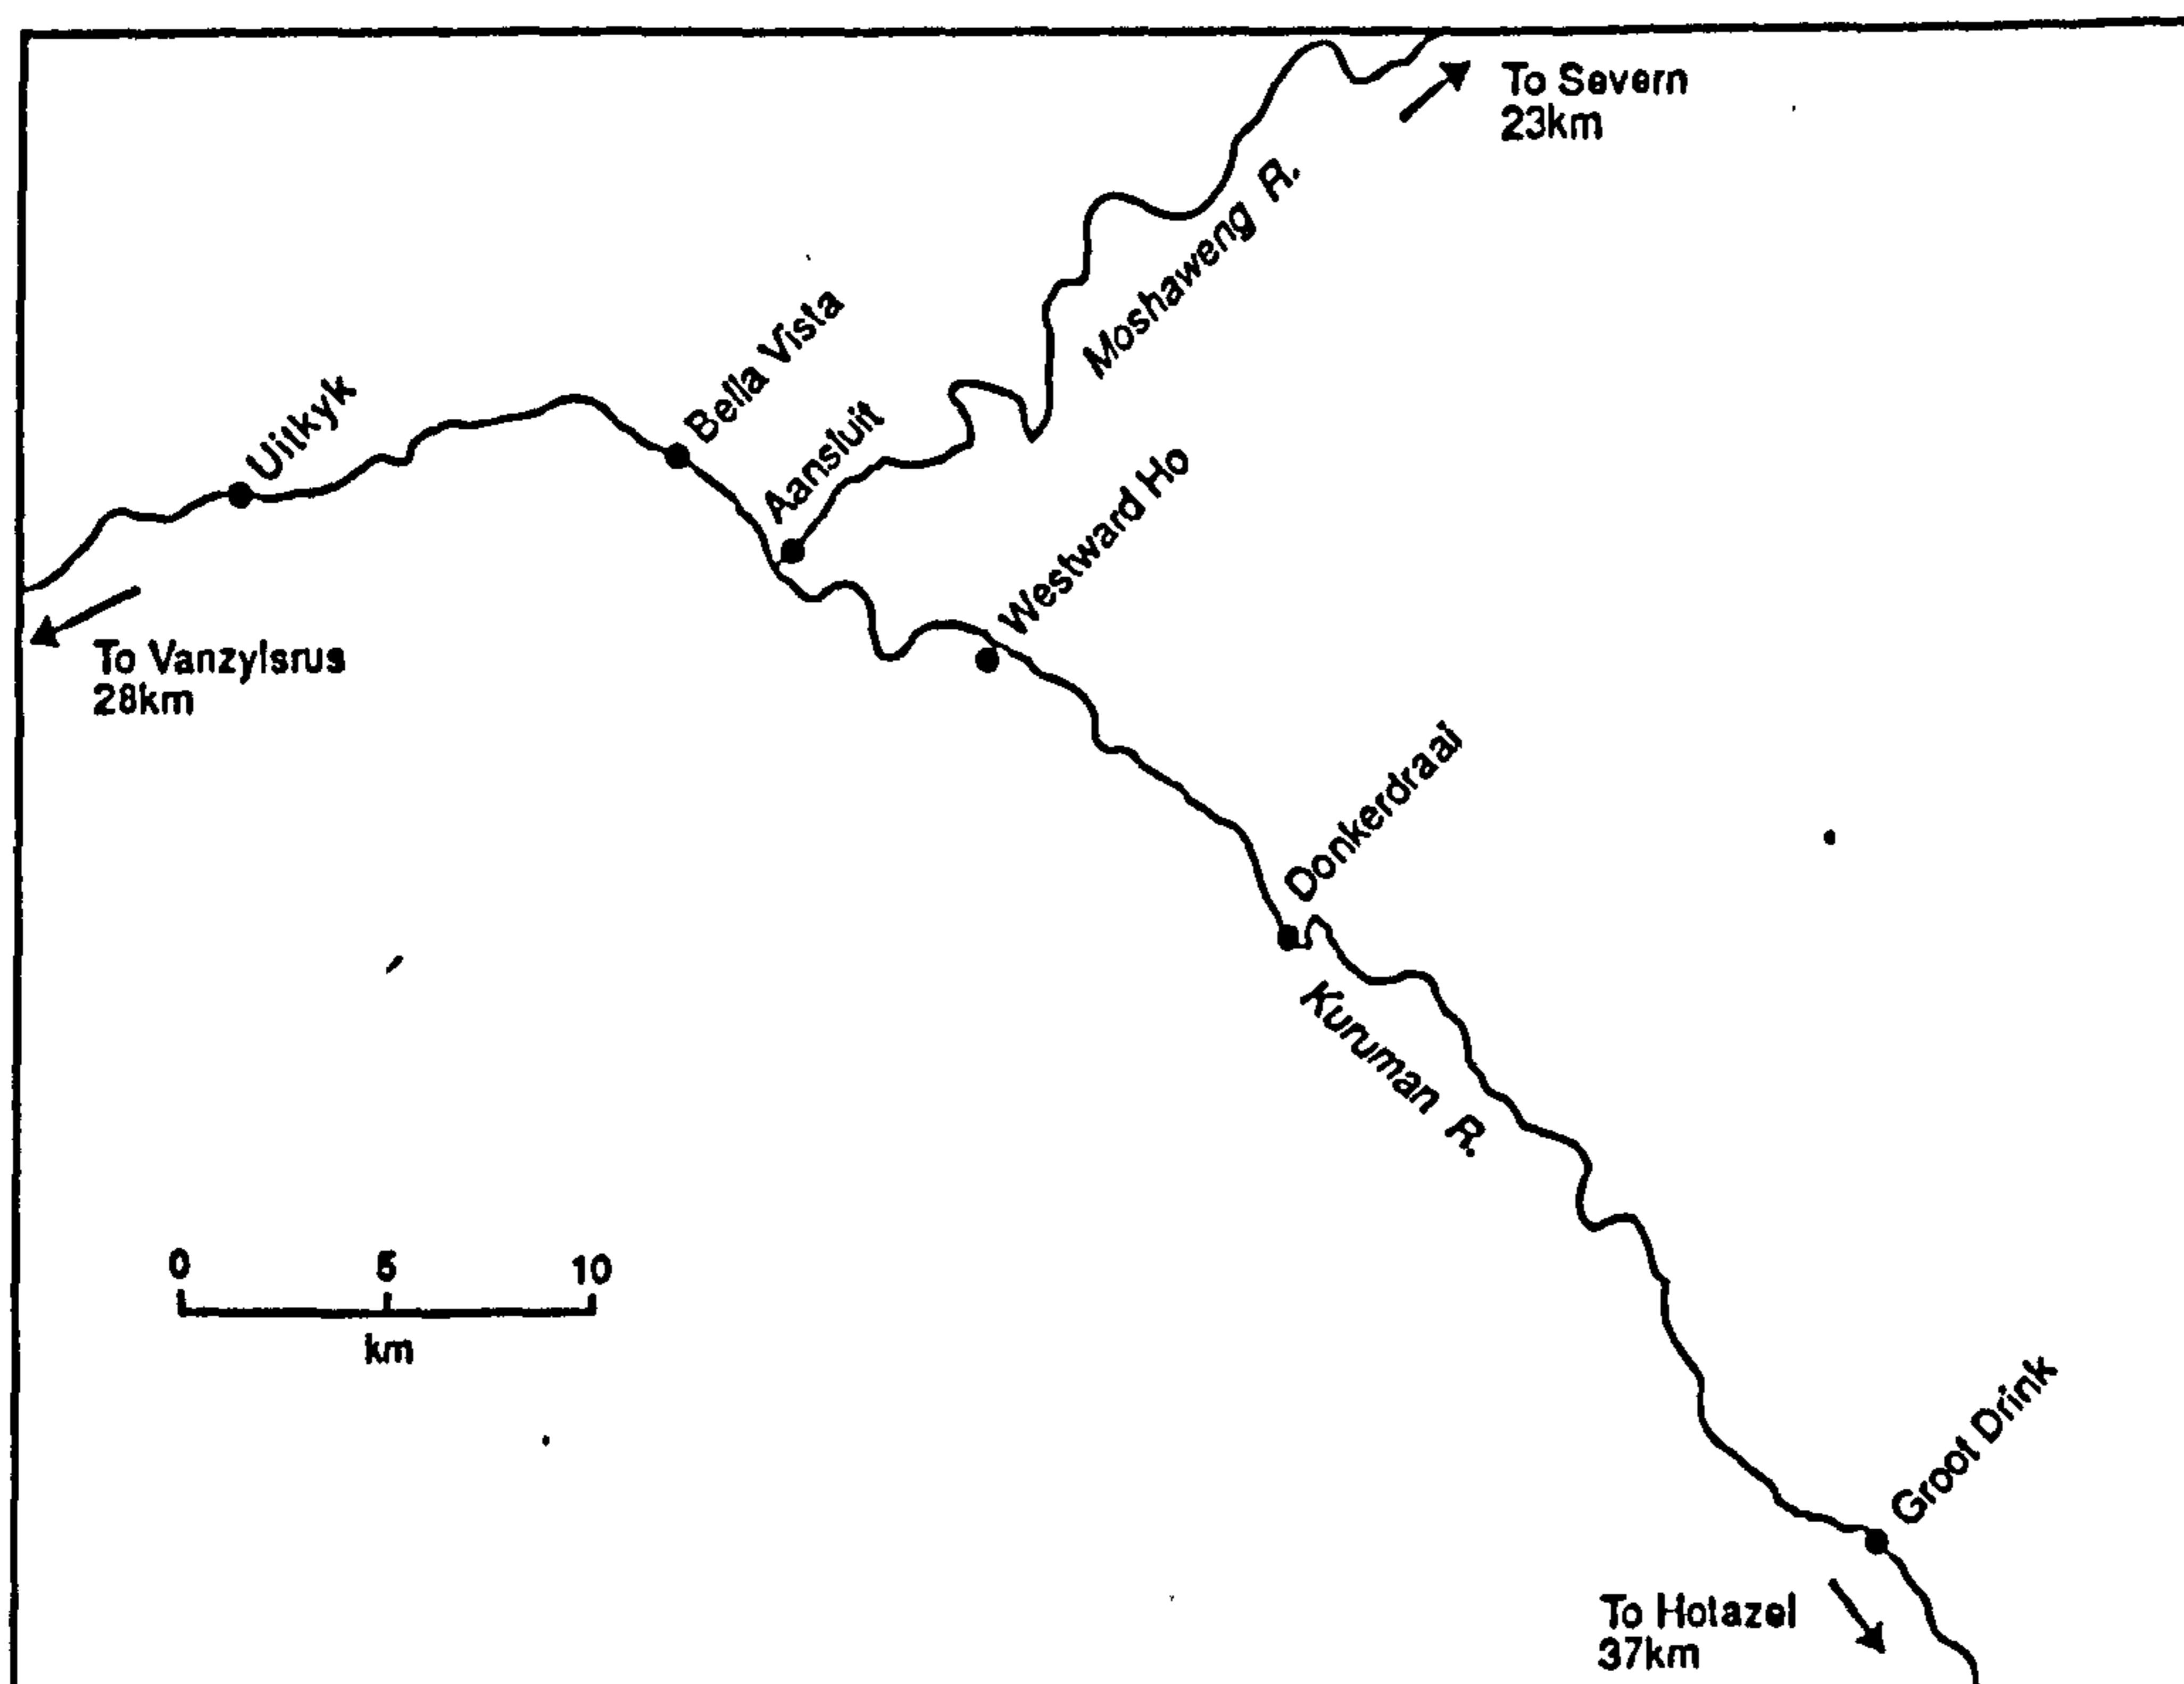 To Severn
23km
Moshaweng R.
Bella Vista
Uitkyk
Aansluit
Westward Ho
To Vanzylsrus
28km
Donkerdraai
Kuruman R.
0 5 10
km
Groot Drink
To Hotazel
37km